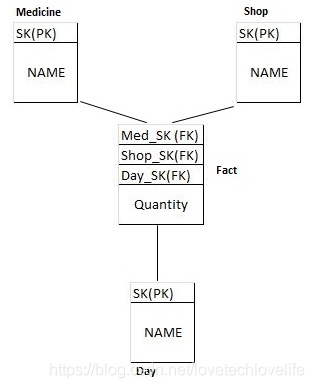 Medicine
SK(PK)
NAME
Shop
SK(PK)
NAME
Med_SK (FK)
Shop_SK(FK)
Day_SK(FK)
Quantity
Fact
SK(PK)
NAME
Day
https://blog.csdn.net/lovetechlovelife